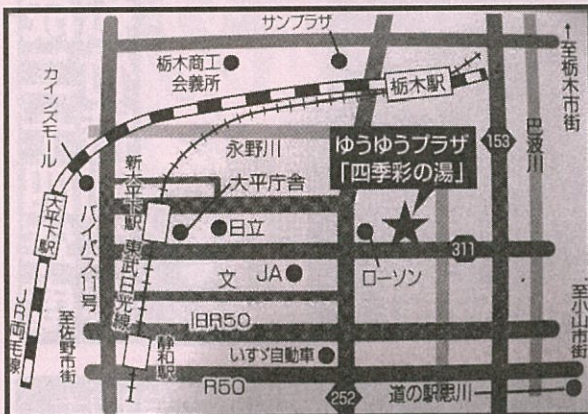 サンプラザ
栃木商工
会議所
栃木駅
↑至栃木市街
カインズモール
永野川
ゆうゆうプラザ
「四季彩の湯」
153
巴波川
新大平下駅
大平庁舎
大平下駅
バイパス11号
東武日光線
日立
ローソン
311
文
JA
JR両毛線
至佐野市街
旧R50
静和駅
いすゞ自動車
R50
252
道の駅思川
至小山市街